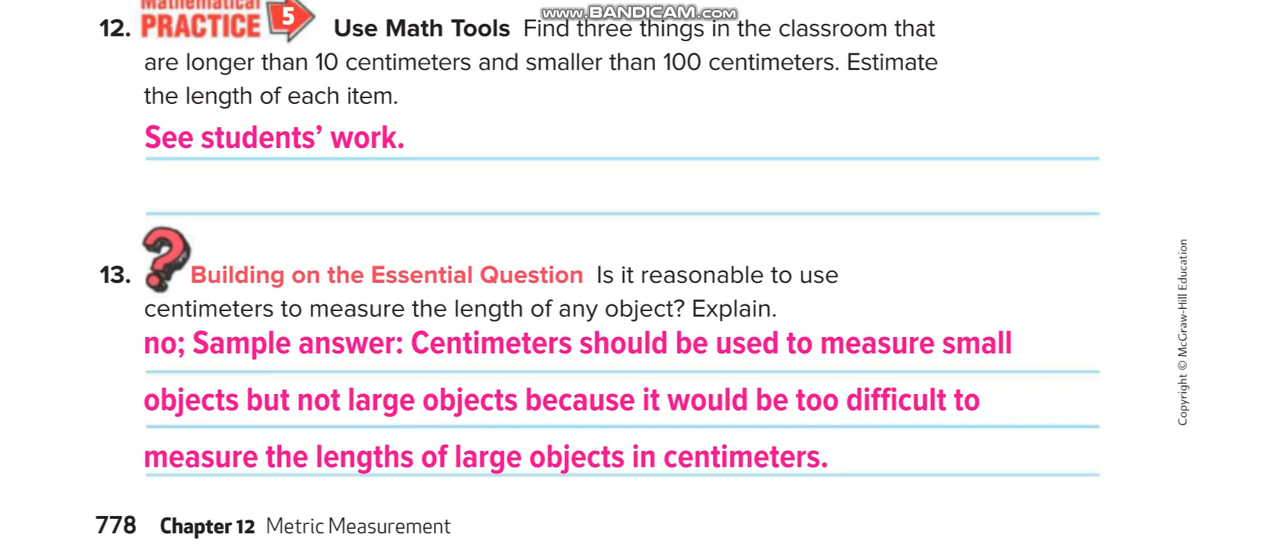 www.BANDICAM.com
Mathematical
12. PRACTICE 5 Use Math Tools Find three things in the classroom that
are longer than 10 centimeters and smaller than 100 centimeters. Estimate
the length of each item.
See students’ work.
13. Building on the Essential Question Is it reasonable to use
centimeters to measure the length of any object? Explain.
no; Sample answer: Centimeters should be used to measure small
objects but not large objects because it would be too difficult to
measure the lengths of large objects in centimeters.
Copyright © McGraw-Hill Education
778 Chapter 12 Metric Measurement